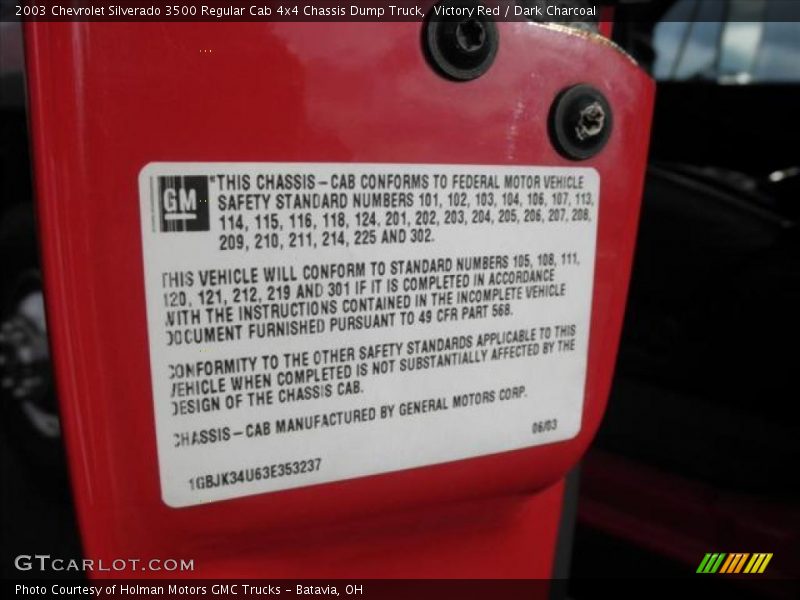 2003 Chevrolet Silverado 3500 Regular Cab 4x4 Chassis Dump Truck, Victory Red / Dark Charcoal
GM
"THIS CHASSIS-CAB CONFORMS TO FEDERAL MOTOR VEHICLE
SAFETY STANDARD NUMBERS 101, 102, 103, 104, 106, 107, 113,
114, 115, 116, 118, 124, 201, 202, 203, 204, 205, 206, 207, 208,
209, 210, 211, 214, 225 AND 302.
THIS VEHICLE WILL CONFORM TO STANDARD NUMBERS 105, 108, 111,
120, 121, 212, 219 AND 301 IF IT IS COMPLETED IN ACCORDANCE
WITH THE INSTRUCTIONS CONTAINED IN THE INCOMPLETE VEHICLE
DOCUMENT FURNISHED PURSUANT TO 49 CFR PART 568.
CONFORMITY TO THE OTHER SAFETY STANDARDS APPLICABLE TO THIS
VEHICLE WHEN COMPLETED IS NOT SUBSTANTIALLY AFFECTED BY THE
DESIGN OF THE CHASSIS CAB.
CHASSIS-CAB MANUFACTURED BY GENERAL MOTORS CORP.
06/03
1GBJK34U63E353237
GTCARLOT.COM
Photo Courtesy of Holman Motors GMC Trucks - Batavia, OH